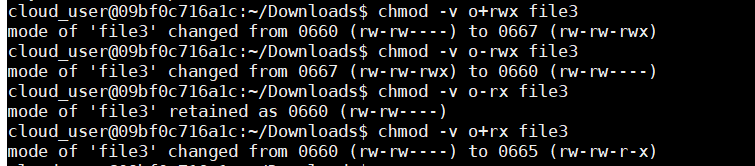 cloud_user@09bf0c716a1c:~/Downloads$ chmod -v o+rwx file3
mode of 'file3' changed from 0660 (rw-rw----) to 0667 (rw-rw-rwx)
cloud_user@09bf0c716a1c:~/Downloads$ chmod -v o-rwx file3
mode of 'file3' changed from 0667 (rw-rw-rwx) to 0660 (rw-rw----)
cloud_user@09bf0c716a1c:~/Downloads$ chmod -v o-rx file3
mode of 'file3' retained as 0660 (rw-rw----)
cloud_user@09bf0c716a1c:~/Downloads$ chmod -v o+rx file3
mode of 'file3' changed from 0660 (rw-rw----) to 0665 (rw-rw-r-x)